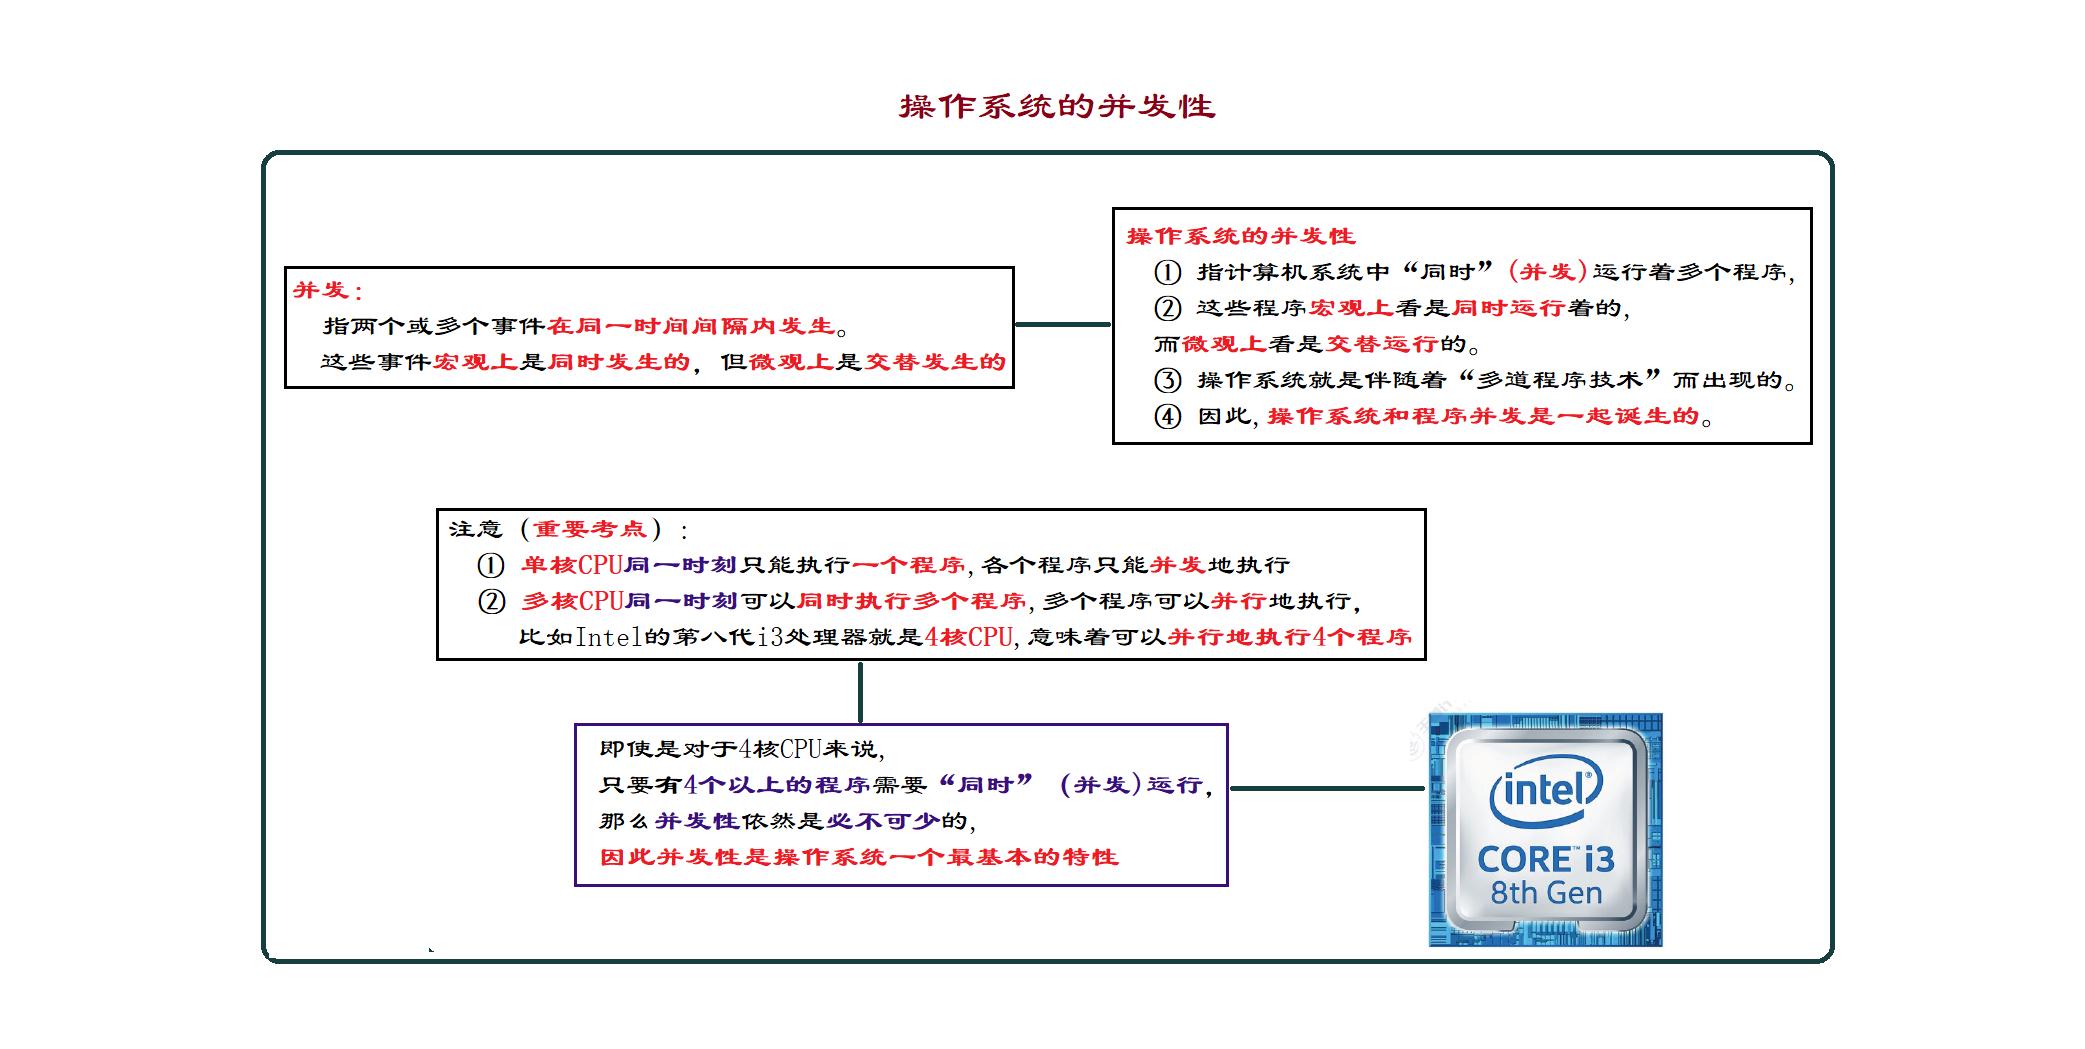 操作系统的并发性
并发：
指两个或多个事件在同一时间间隔内发生。
这些事件宏观上是同时发生的，但微观上是交替发生的
操作系统的并发性
① 指计算机系统中“同时”(并发)运行着多个程序,
② 这些程序宏观上看是同时运行着的,
而微观上看是交替运行的。
③ 操作系统就是伴随着“多道程序技术”而出现的。
④ 因此,操作系统和程序并发是一起诞生的。
注意（重要考点）：
① 单核CPU同一时刻只能执行一个程序,各个程序只能并发地执行
② 多核CPU同一时刻可以同时执行多个程序,多个程序可以并行地执行,
比如Intel的第八代i3处理器就是4核CPU,意味着可以并行地执行4个程序
即使是对于4核CPU来说,
只要有4个以上的程序需要“同时”(并发)运行,
那么并发性依然是必不可少的,
因此并发性是操作系统一个最基本的特性
intel®
CORE™ i3
8th Gen